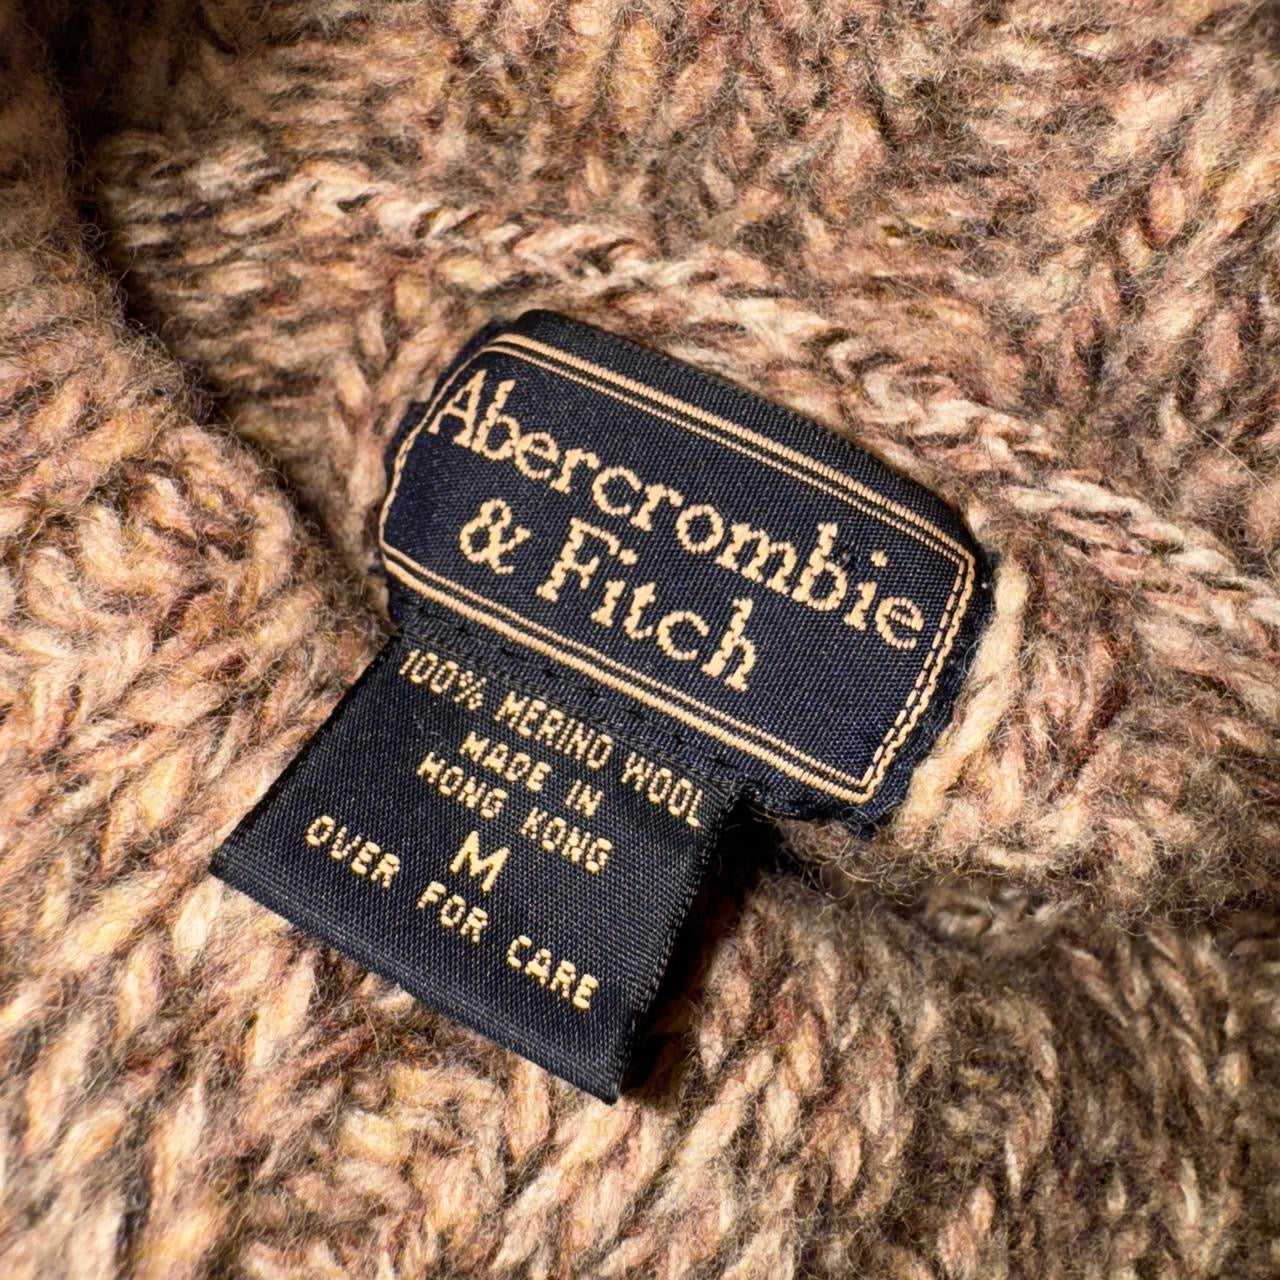 Abercrombie
& Fitch
100% MERINO WOOL
MADE IN
HONG KONG
M
OVER FOR CARE